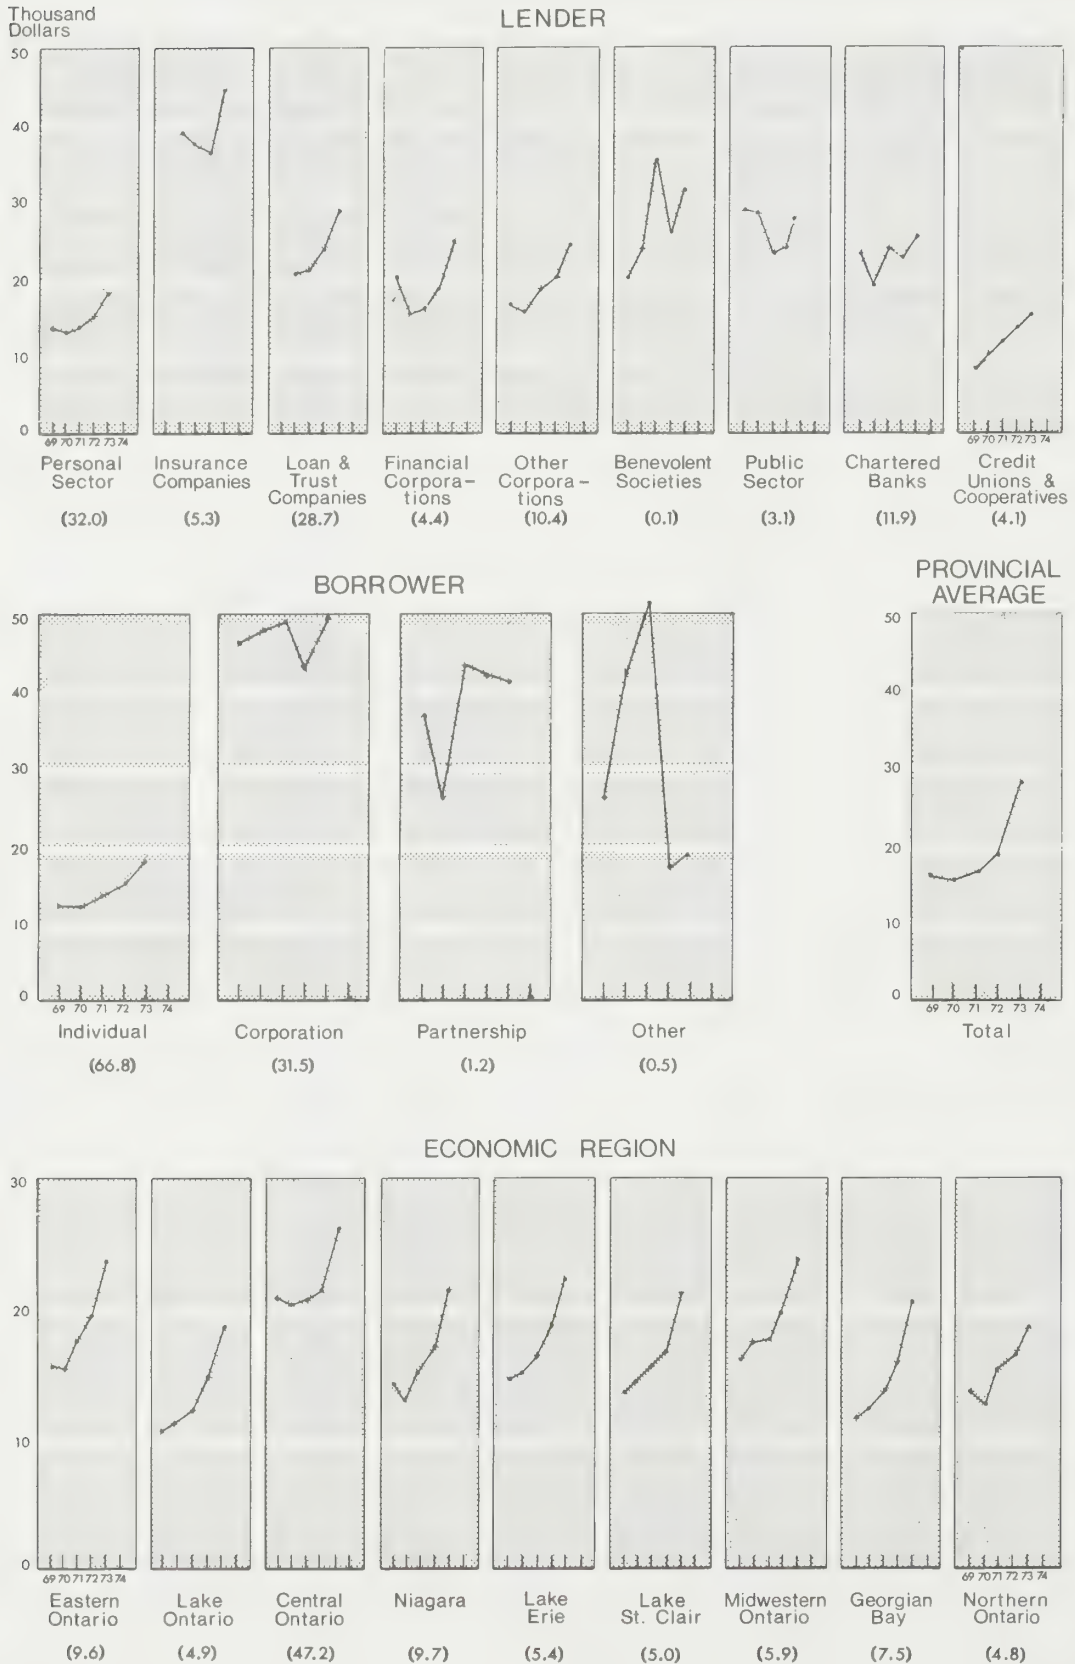 Thousand
Dollars
LENDER
50
40
30
20
10
0
69 70 71 72 73 74
69 70 71 72 73 74
Personal
Sector
(32.0)
Insurance
Companies
(5.3)
Loan &
Trust
Companies
(28.7)
Financial
Corpora-
tions
(4.4)
Other
Corpora-
tions
(10.4)
Benevolent
Societies
(0.1)
Public
Sector
(3.1)
Chartered
Banks
(11.9)
Credit
Unions &
Cooperatives
(4.1)
BORROWER
50
40
30
20
10
0
69 70 71 72 73 74
Individual
(66.8)
Corporation
(31.5)
Partnership
(1.2)
Other
(0.5)
PROVINCIAL
AVERAGE
50
40
30
20
10
0
69 70 71 72 73 74
Total
ECONOMIC REGION
30
20
10
0
69 70 71 72 73 74
69 70 71 72 73 74
Eastern
Ontario
(9.6)
Lake
Ontario
(4.9)
Central
Ontario
(47.2)
Niagara
(9.7)
Lake
Erie
(5.4)
Lake
St. Clair
(5.0)
Midwestern
Ontario
(5.9)
Georgian
Bay
(7.5)
Northern
Ontario
(4.8)